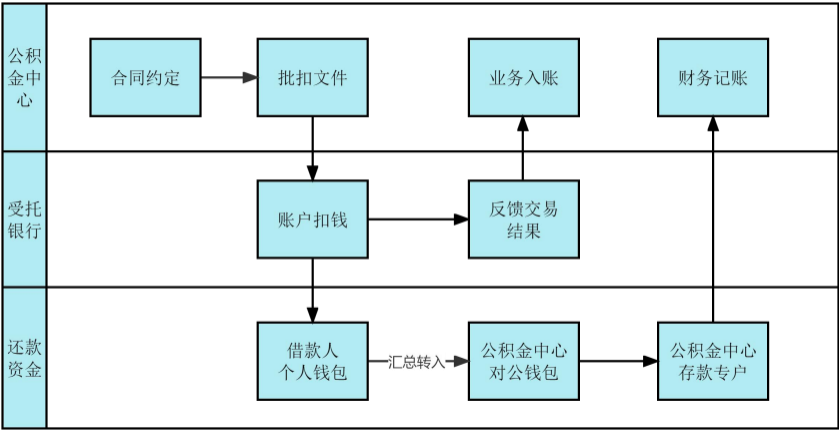 公积
金中
心
合同约定
批扣文件
业务入账
财务记账
受托
银行
账户扣钱
反馈交易
结果
还款
资金
借款人
个人钱包
汇总转入
公积金中心
对公钱包
公积金中心
存款专户